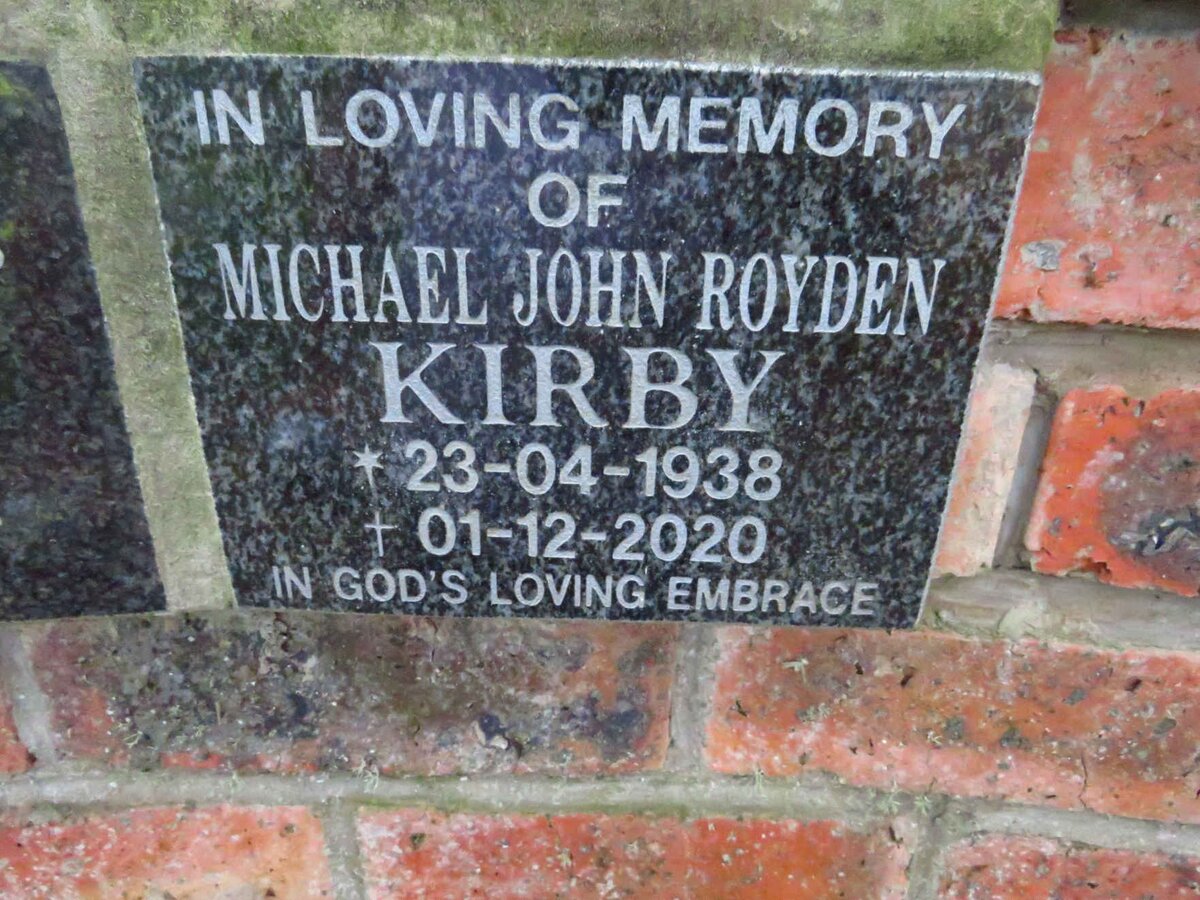 IN LOVING MEMORY
OF
MICHAEL JOHN ROYDEN
KIRBY
* 23-04-1938
† 01-12-2020
IN GOD'S LOVING EMBRACE